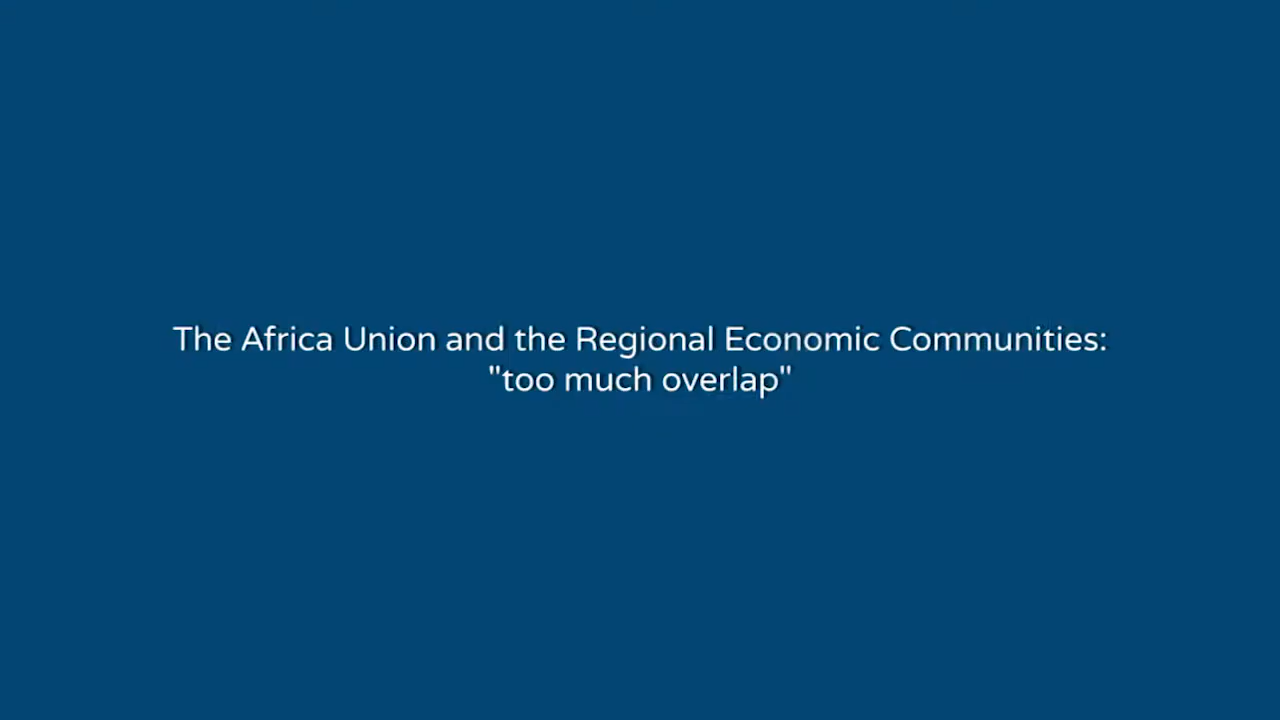 The Africa Union and the Regional Economic Communities:
"too much overlap"